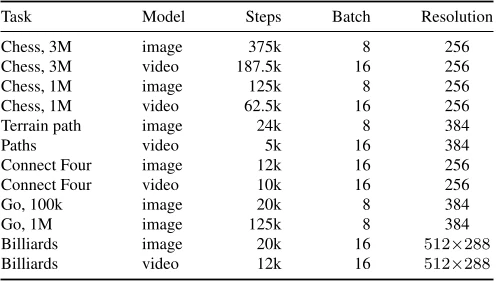 Task Model Steps Batch Resolution
Chess, 3M image 375k 8 256
Chess, 3M video 187.5k 16 256
Chess, 1M image 125k 8 256
Chess, 1M video 62.5k 16 256
Terrain path image 24k 8 384
Paths video 5k 16 384
Connect Four image 12k 8 256
Connect Four video 10k 16 256
Go, 100k image 20k 8 384
Go, 1M image 125k 8 384
Billiards image 20k 16 512×288
Billiards video 12k 16 512×288